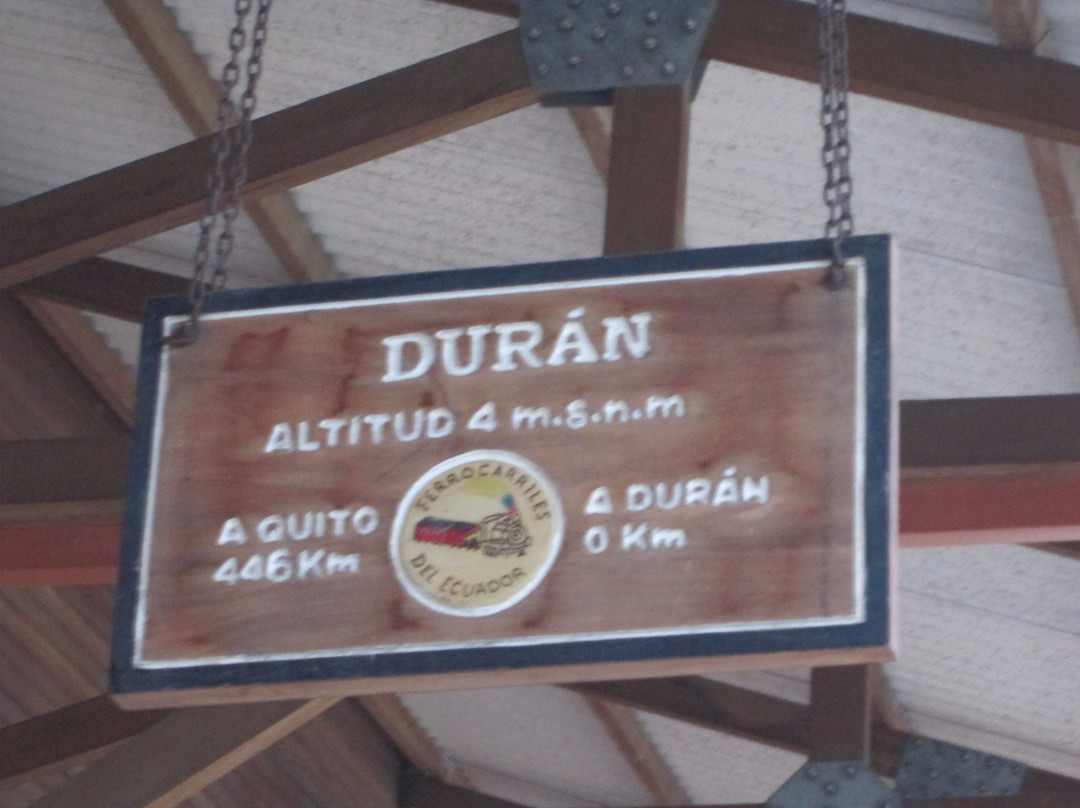 DURÁN
ALTITUD 4 m.s.n.m
A QUITO
446 Km
FERROCARRILES
DEL ECUADOR
A DURÁN
0 Km